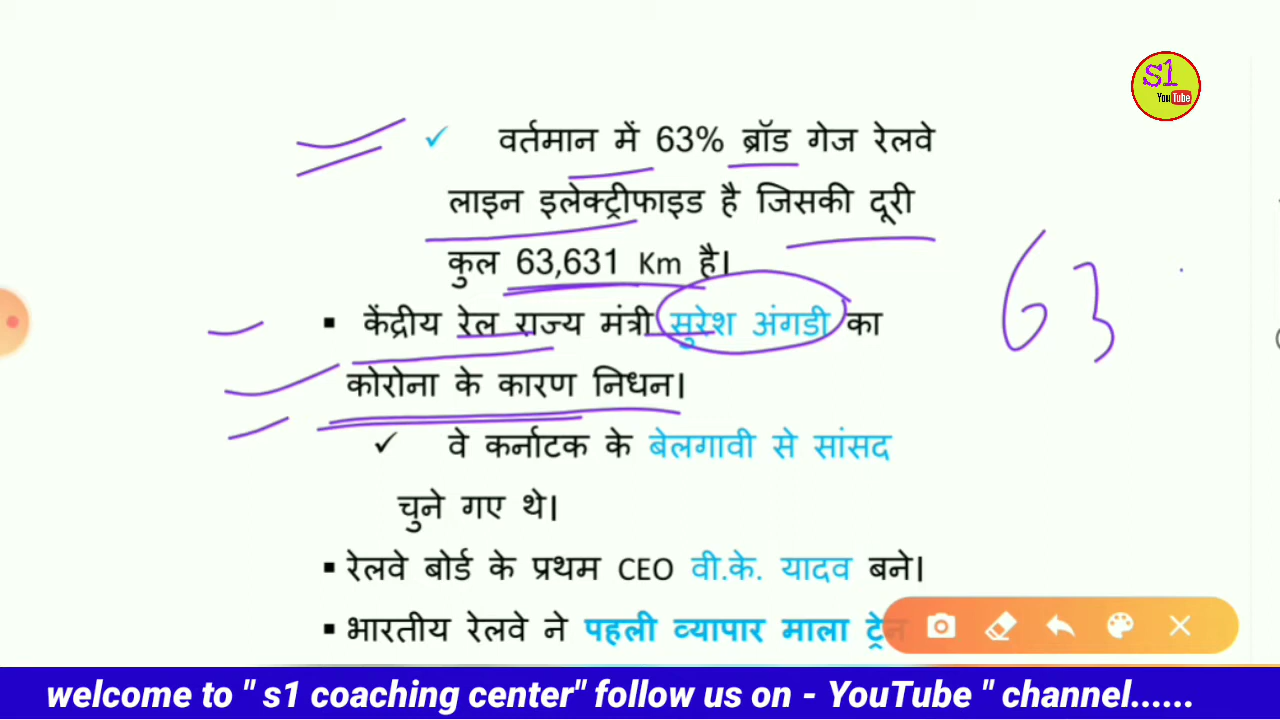 s1
YouTube
✓ वर्तमान में 63% ब्रॉड गेज रेलवे
लाइन इलेक्ट्रीफाइड है जिसकी दूरी
कुल 63,631 Km है।
63
▪ केंद्रीय रेल राज्य मंत्री सुरेश अंगडी का
कोरोना के कारण निधन।
✓ वे कर्नाटक के बेलगावी से सांसद
चुने गए थे।
▪ रेलवे बोर्ड के प्रथम CEO वी.के. यादव बने।
▪ भारतीय रेलवे ने पहली व्यापार माला ट्रेन
welcome to " s1 coaching center" follow us on - YouTube " channel......